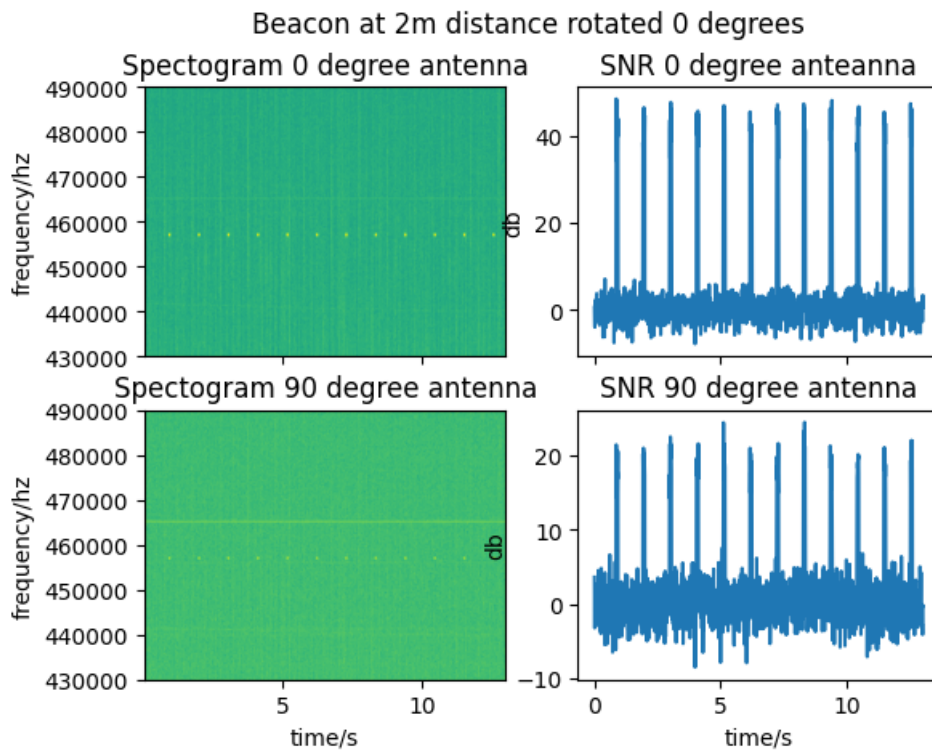 Beacon at 2m distance rotated 0 degrees
Spectogram 0 degree antenna
frequency/hz
490000
480000
470000
460000
450000
440000
430000
SNR 0 degree anteanna
db
40
20
0
Spectogram 90 degree antenna
frequency/hz
490000
480000
470000
460000
450000
440000
430000
5
10
time/s
SNR 90 degree antenna
db
20
10
0
−10
0
5
10
time/s